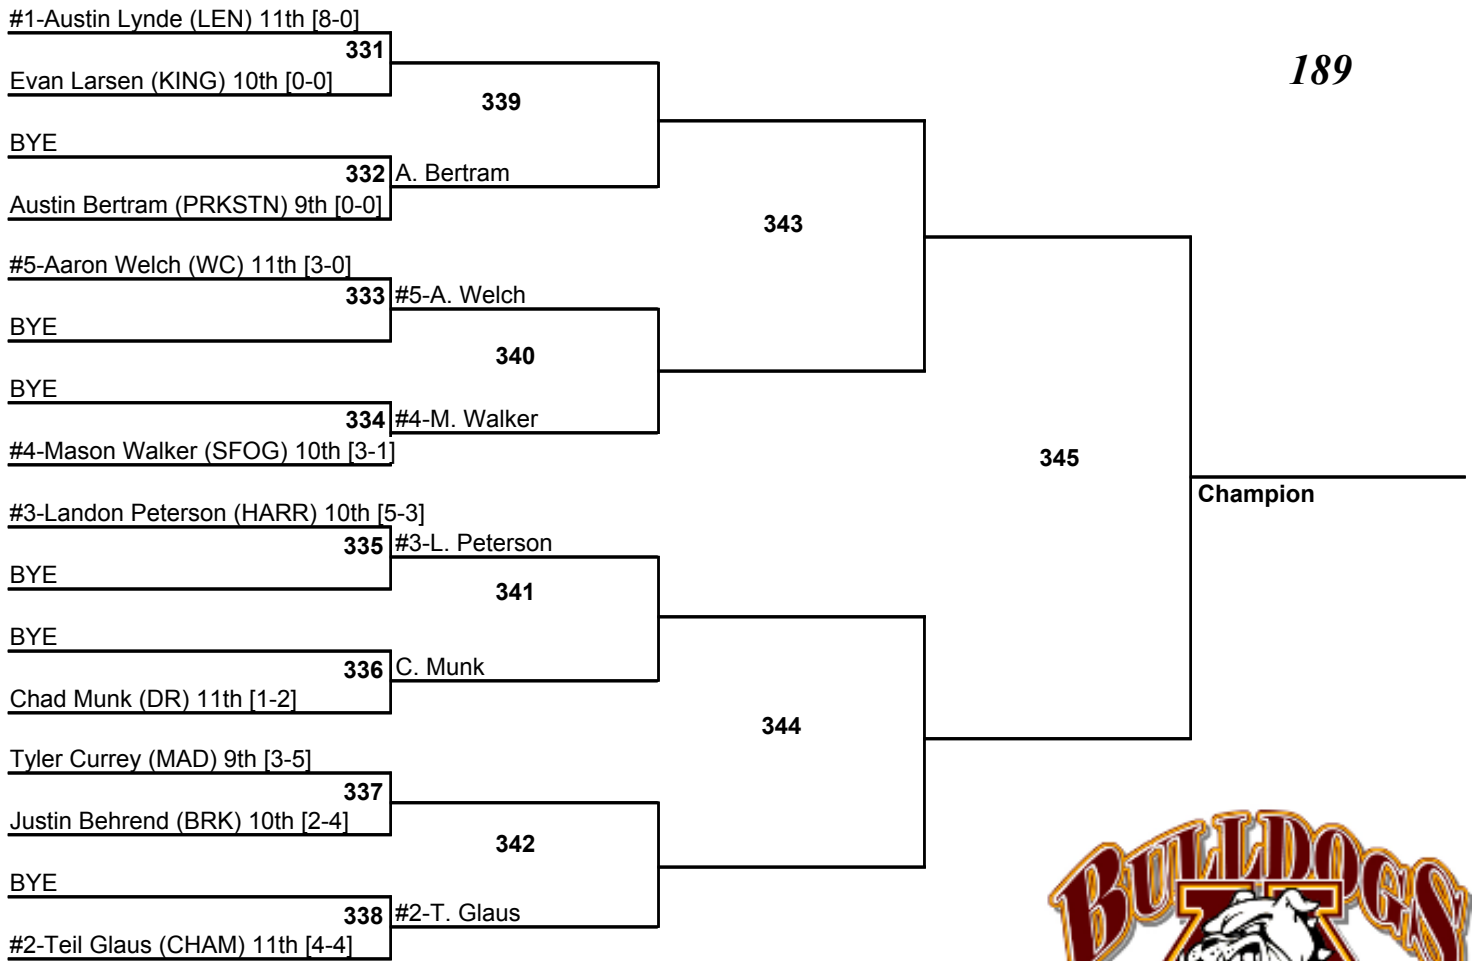 #1-Austin Lynde (LEN) 11th [8-0]
331
Evan Larsen (KING) 10th [0-0]
339
189
BYE
332 A. Bertram
Austin Bertram (PRKSTN) 9th [0-0]
343
#5-Aaron Welch (WC) 11th [3-0]
333 #5-A. Welch
BYE
340
BYE
334 #4-M. Walker
#4-Mason Walker (SFOG) 10th [3-1]
345
Champion
#3-Landon Peterson (HARR) 10th [5-3]
335 #3-L. Peterson
BYE
341
BYE
336 C. Munk
Chad Munk (DR) 11th [1-2]
344
Tyler Currey (MAD) 9th [3-5]
337
Justin Behrend (BRK) 10th [2-4]
342
BYE
338 #2-T. Glaus
#2-Teil Glaus (CHAM) 11th [4-4]
BULLDOGS